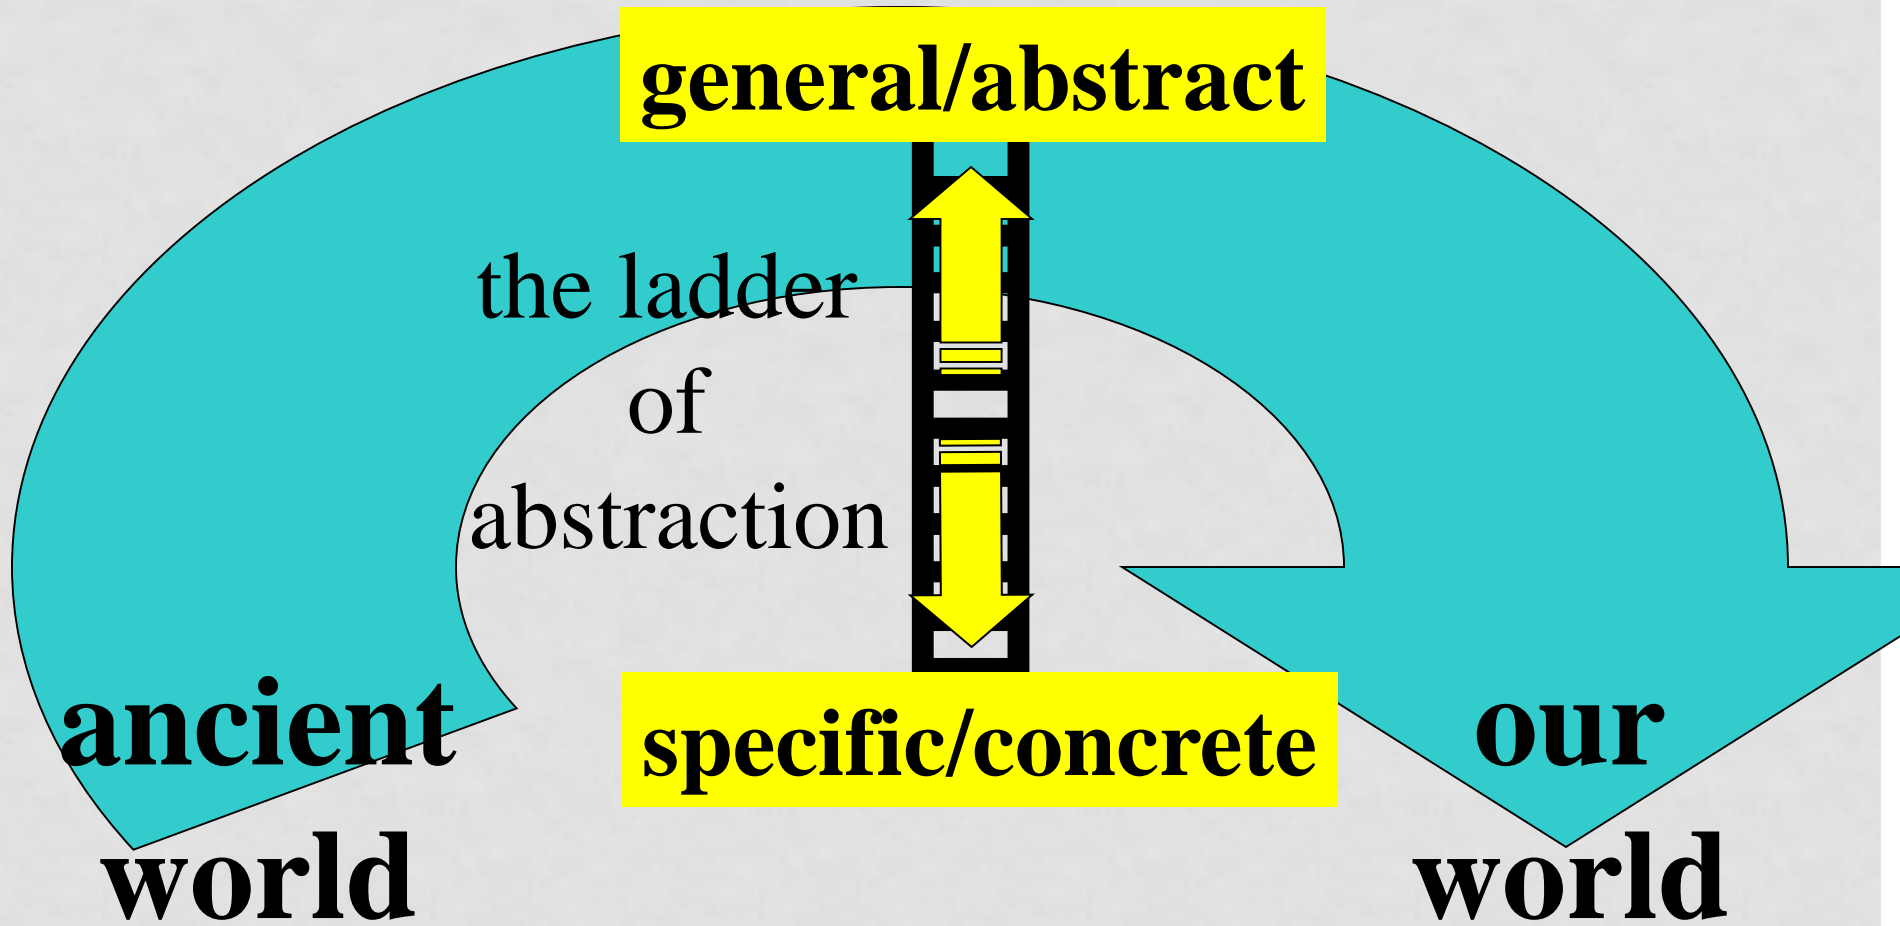 general/abstract
the ladder
of
abstraction
specific/concrete
ancient
world
our
world